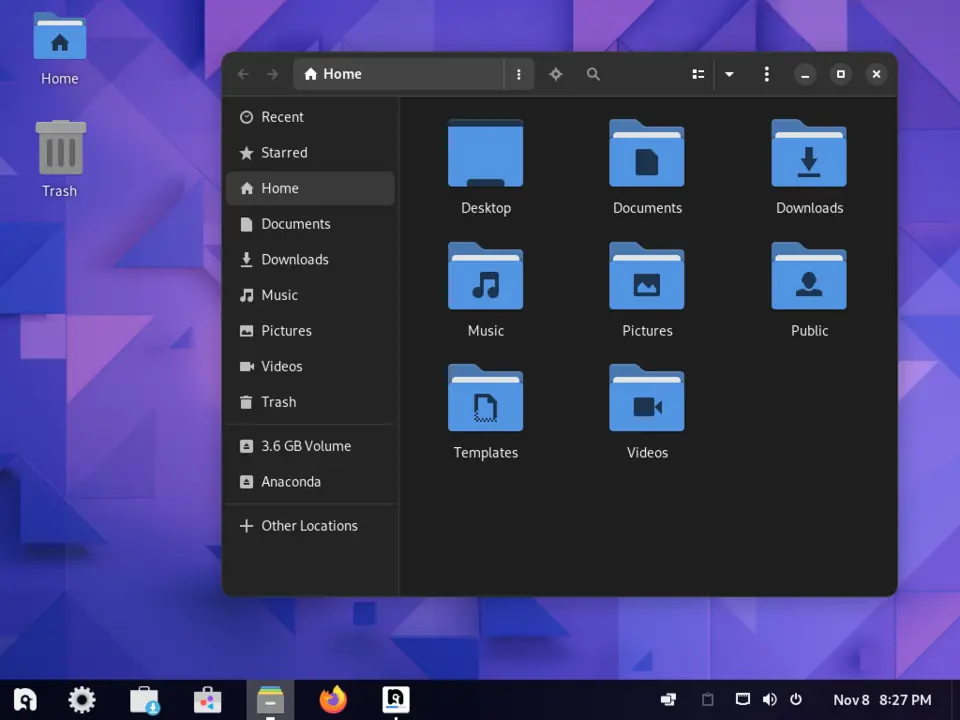 Home
Trash
Home
Recent
Starred
Home
Documents
Downloads
Music
Pictures
Videos
Trash
3.6 GB Volume
Anaconda
Other Locations
Desktop
Documents
Downloads
Music
Pictures
Public
Templates
Videos
Nov 8 8:27 PM